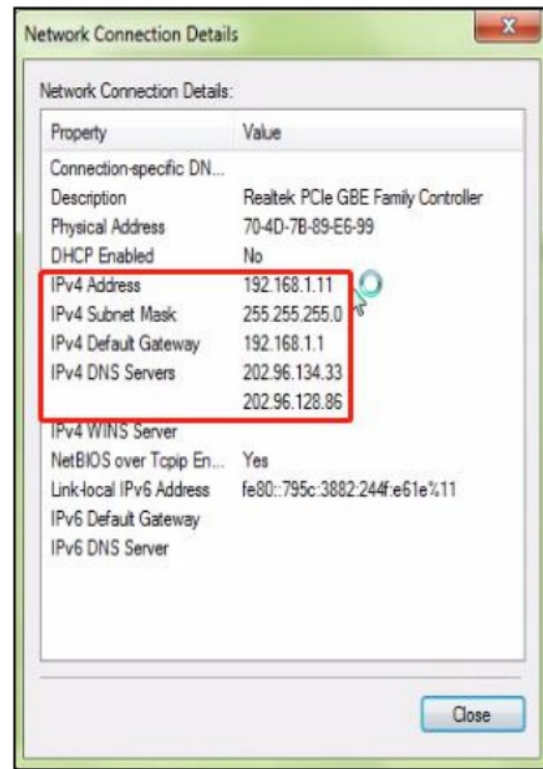 Network Connection Details
X
Network Connection Details:
Property Value
Connection-specific DN...
Description Realtek PCIe GBE Family Controller
Physical Address 70-4D-7B-89-E6-99
DHCP Enabled No
IPv4 Address 192.168.1.11
IPv4 Subnet Mask 255.255.255.0
IPv4 Default Gateway 192.168.1.1
IPv4 DNS Servers 202.96.134.33
202.96.128.86
IPv4 WINS Server
NetBIOS over Tcpip En... Yes
Link-local IPv6 Address fe80::795c:3882:244f:e61e%11
IPv6 Default Gateway
IPv6 DNS Server
Close